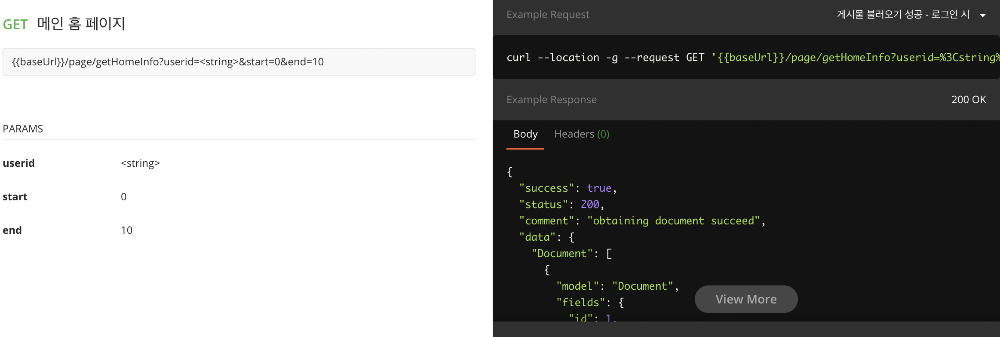 GET 메인 홈 페이지
{{baseUrl}}/page/getHomeInfo?userid=<string>&start=0&end=10
PARAMS
userid <string>
start 0
end 10
Example Request 게시물 불러오기 성공 - 로그인 시
curl --location -g --request GET '{{baseUrl}}/page/getHomeInfo?userid=%3Cstring%
Example Response 200 OK
Body Headers (0)
{
"success": true,
"status": 200,
"comment": "obtaining document succeed",
"data": {
"Document": [
{
"model": "Document",
"fields": {
"id": 1,
View More